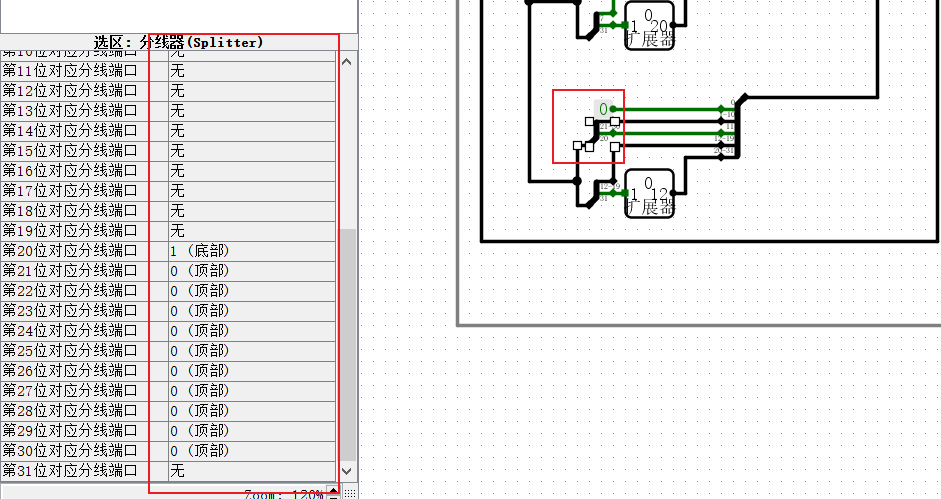 选区: 分线器(Splitter)
第10位对应分线端口 无
第11位对应分线端口 无
第12位对应分线端口 无
第13位对应分线端口 无
第14位对应分线端口 无
第15位对应分线端口 无
第16位对应分线端口 无
第17位对应分线端口 无
第18位对应分线端口 无
第19位对应分线端口 无
第20位对应分线端口 1 (底部)
第21位对应分线端口 0 (顶部)
第22位对应分线端口 0 (顶部)
第23位对应分线端口 0 (顶部)
第24位对应分线端口 0 (顶部)
第25位对应分线端口 0 (顶部)
第26位对应分线端口 0 (顶部)
第27位对应分线端口 0 (顶部)
第28位对应分线端口 0 (顶部)
第29位对应分线端口 0 (顶部)
第30位对应分线端口 0 (顶部)
第31位对应分线端口 无
Zoom: 120%
0
31
1 20
扩展器
0
20
12-19
31
0
1 12
扩展器